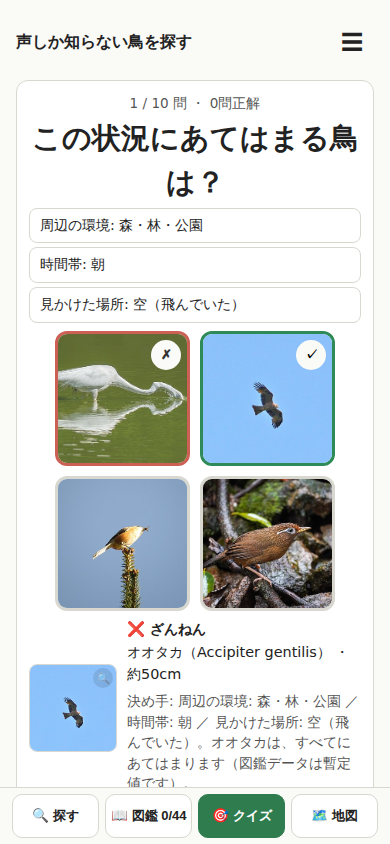 声しか知らない鳥を探す
☰
1 / 10 問 ・ 0問正解
この状況にあてはまる鳥
は？
周辺の環境: 森・林・公園
時間帯: 朝
見かけた場所: 空（飛んでいた）
✗
✓
❌ ざんねん
オオタカ（Accipiter gentilis） ・
約50cm
決め手: 周辺の環境: 森・林・公園 ／
時間帯: 朝 ／ 見かけた場所: 空（飛
んでいた）。オオタカは、すべてに
あてはまります（図鑑データは暫定
値です）。
🔍 探す
📖 図鑑 0/44
🎯 クイズ
🗺️ 地図